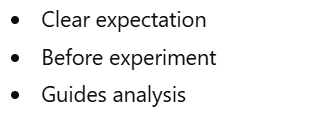 • Clear expectation
• Before experiment
• Guides analysis